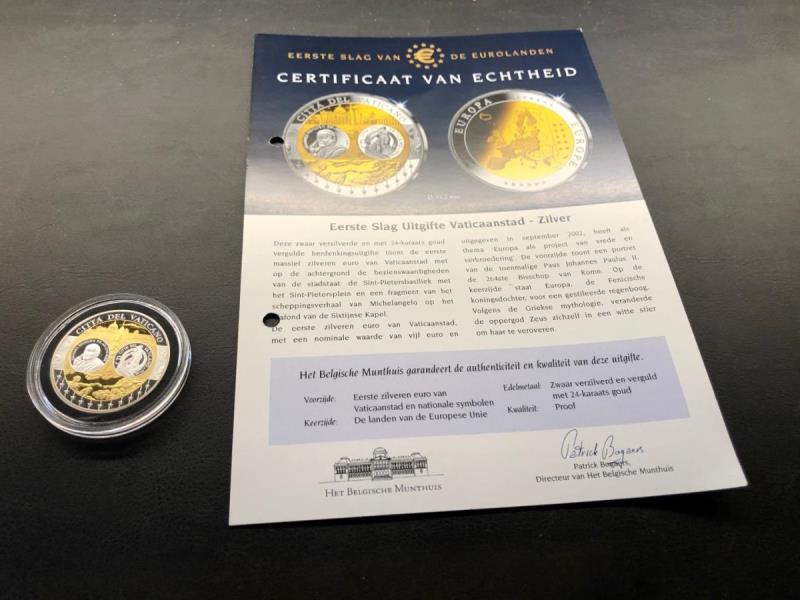 EERSTE SLAG VAN € DE EUROLANDEN
CERTIFICAAT VAN ECHTHEID
CITTÀ DEL VATICANO
EUROPA
EUROPE
Eerste Slag Uitgifte Vaticaanstad - Zilver
Deze zwaar verzilverde en met 24-karaats goud
vergulde herdenkingsuitgifte toont de eerste
massief zilveren euro van Vaticaanstad met
op de achtergrond de bezienswaardigheden
van de stadstaat: de Sint-Pietersbasiliek met
het Sint-Pietersplein en een fragment van het
scheppingsverhaal van Michelangelo op het
plafond van de Sixtijnse Kapel.
De eerste zilveren euro van Vaticaanstad,
met een nominale waarde van vijf euro en
uitgegeven in september 2002, heeft als
thema 'Europa als project van vrede en
verbroedering'. De voorzijde toont een portret
van de toenmalige Paus Johannes Paulus II,
de 264ste Bisschop van Rome. Op de
keerzijde staat Europa, de Fenicische
koningsdochter, voor een gestileerde regenboog.
Volgens de Griekse mythologie, veranderde
de oppergod Zeus zichzelf in een witte stier
om haar te veroveren.
Het Belgische Munthuis garandeert de authenticiteit en kwaliteit van deze uitgifte.
Voorzijde: Eerste zilveren euro van
Vaticaanstad en nationale symbolen
Keerzijde: De landen van de Europese Unie
Edelmetaal: Zwaar verzilverd en verguld
met 24-karaats goud
Kwaliteit: Proof
HET BELGISCHE MUNTHUIS
Patrick Bogaers,
Directeur van Het Belgische Munthuis
CITTÀ DEL VATICANO